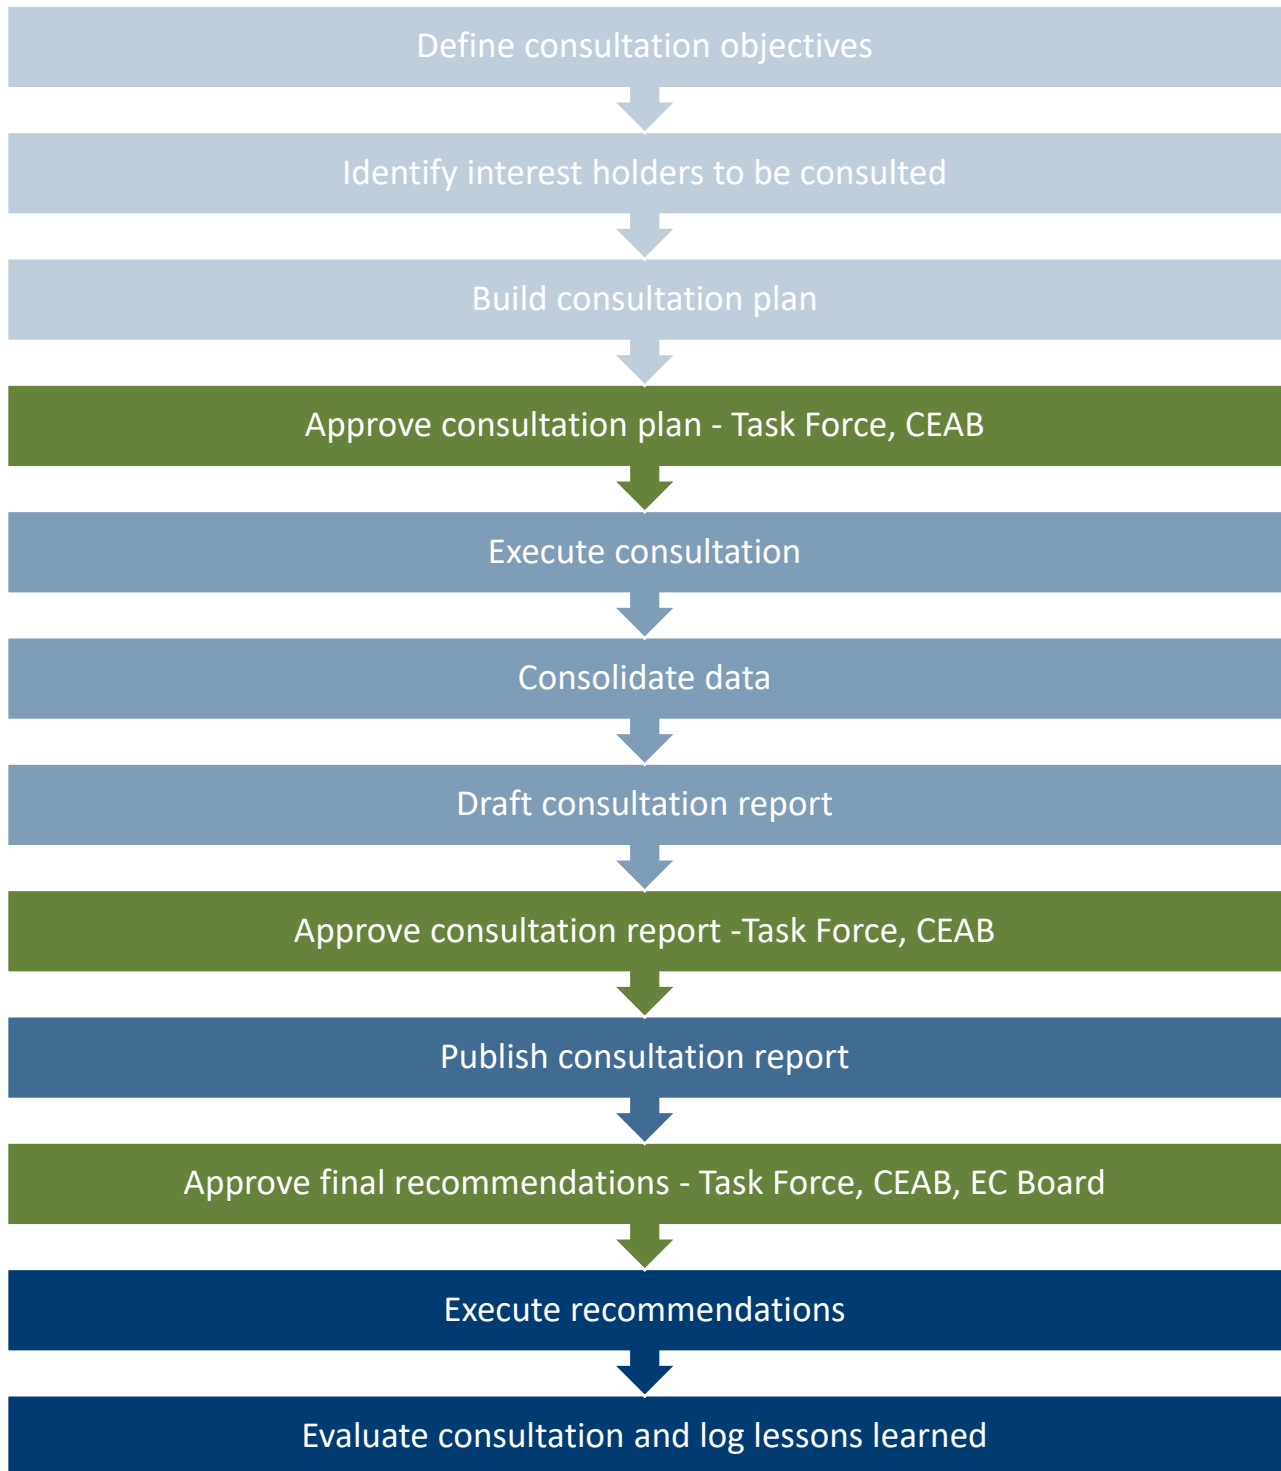 Define consultation objectives
Identify interest holders to be consulted
Build consultation plan
Approve consultation plan - Task Force, CEAB
Execute consultation
Consolidate data
Draft consultation report
Approve consultation report -Task Force, CEAB
Publish consultation report
Approve final recommendations - Task Force, CEAB, EC Board
Execute recommendations
Evaluate consultation and log lessons learned